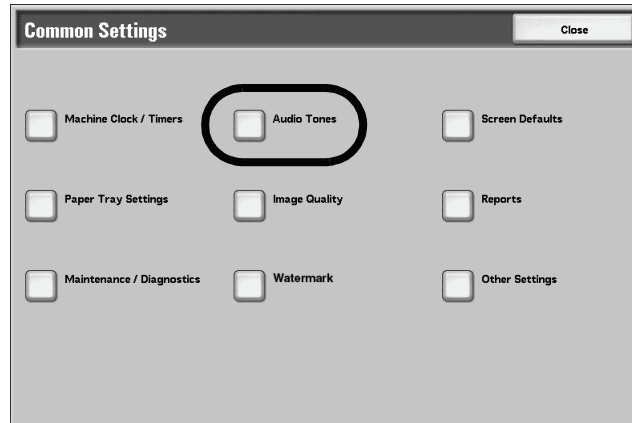 Common Settings
Close
Machine Clock / Timers
Audio Tones
Screen Defaults
Paper Tray Settings
Image Quality
Reports
Maintenance / Diagnostics
Watermark
Other Settings